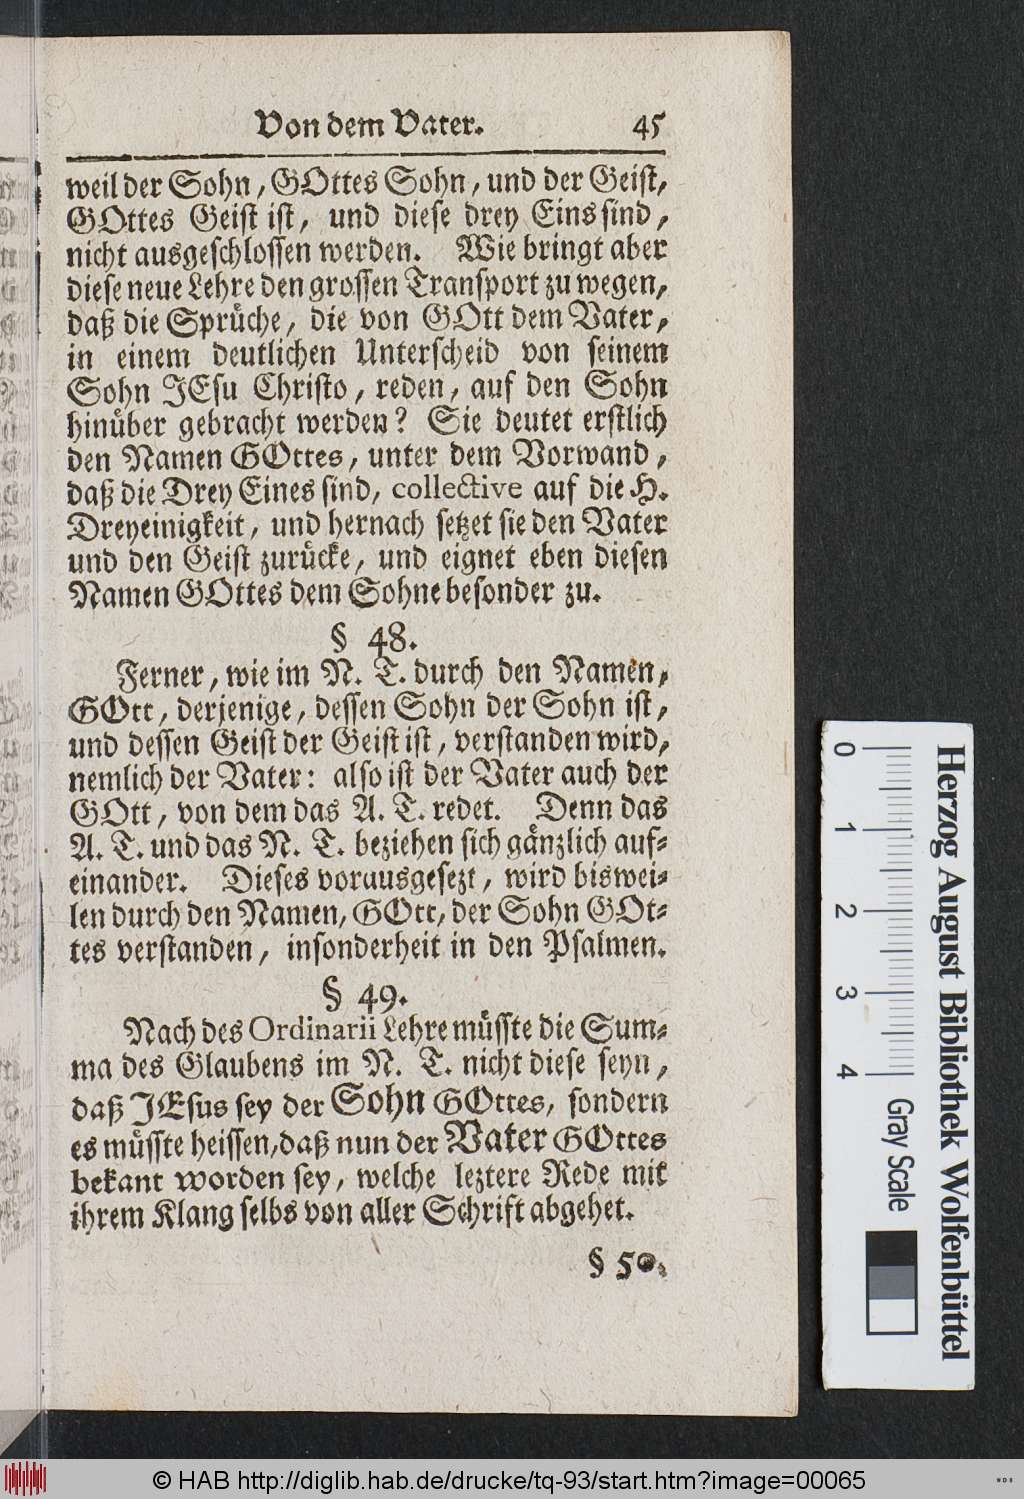 Von dem Vater. 45
weil der Sohn, GOttes Sohn, und der Geist,
GOttes Geist ist, und diese drey Eins sind,
nicht ausgeschlossen werden. Wie bringt aber
diese neue Lehre den grossen Transport zu wegen,
daß die Sprüche, die von GOtt dem Vater,
in einem deutlichen Unterscheid von seinem
Sohn JEsu Christo, reden, auf den Sohn
hinüber gebracht werden? Sie deutet erstlich
den Namen GOttes, unter dem Vorwand,
daß die Drey Eines sind, collective auf die H.
Dreyeinigkeit, und hernach setzet sie den Vater
und den Geist zurücke, und eignet eben diesen
Namen GOttes dem Sohne besonder zu.
§ 48.
Ferner, wie im N. T. durch den Namen,
GOtt, derjenige, dessen Sohn der Sohn ist,
und dessen Geist der Geist ist, verstanden wird,
nemlich der Vater: also ist der Vater auch der
GOtt, von dem das A. T. redet. Denn das
A. T. und das N. T. beziehen sich gänzlich auf-
einander. Dieses vorausgesezt, wird biswei-
len durch den Namen, GOtt, der Sohn GOt-
tes verstanden, insonderheit in den Psalmen.
§ 49.
Nach des Ordinarii Lehre müsste die Sum-
ma des Glaubens im N. T. nicht diese seyn,
daß JEsus sey der Sohn GOttes, sondern
es müsste heissen, daß nun der Vater GOttes
bekant worden sey, welche leztere Rede mit
ihrem Klang selbs von aller Schrift abgehet.
§ 50.
Herzog August Bibliothek Wolfenbüttel
0 1 2 3 4
Gray Scale
© HAB http://diglib.hab.de/drucke/tq-93/start.htm?image=00065
WDB